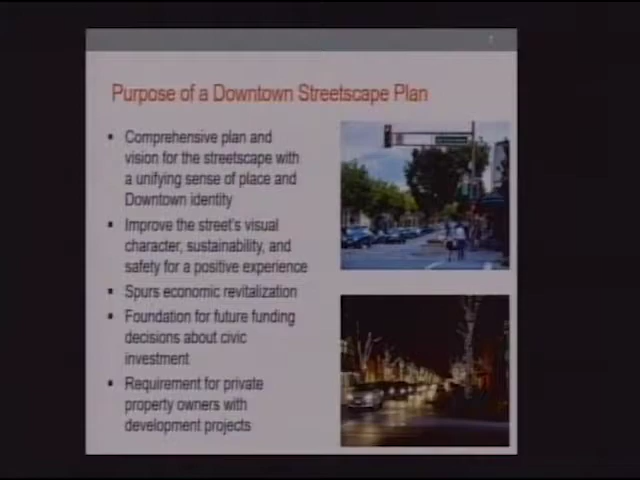 Purpose of a Downtown Streetscape Plan
▪ Comprehensive plan and
vision for the streetscape with
a unifying sense of place and
Downtown identity
▪ Improve the street's visual
character, sustainability, and
safety for a positive experience
▪ Spurs economic revitalization
▪ Foundation for future funding
decisions about civic
investment
▪ Requirement for private
property owners with
development projects